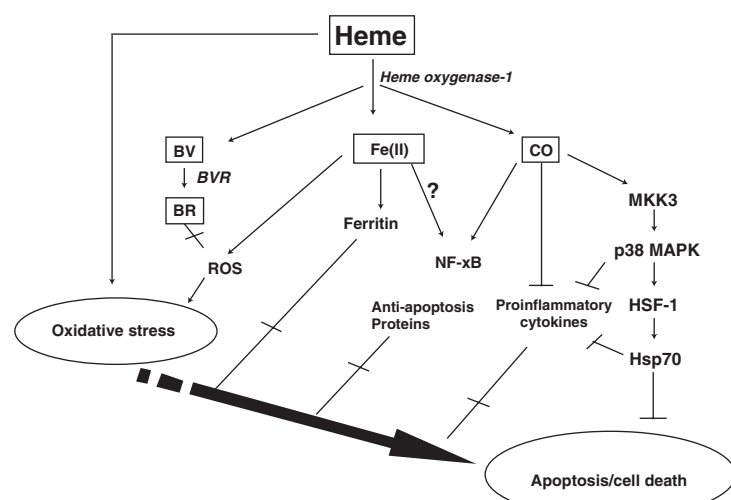 Heme
Heme oxygenase-1
BV
Fe(II)
CO
BVR
?
MKK3
BR
Ferritin
p38 MAPK
ROS
NF-xB
Anti-apoptosis
Proteins
Proinflammatory
cytokines
HSF-1
Oxidative stress
Hsp70
Apoptosis/cell death